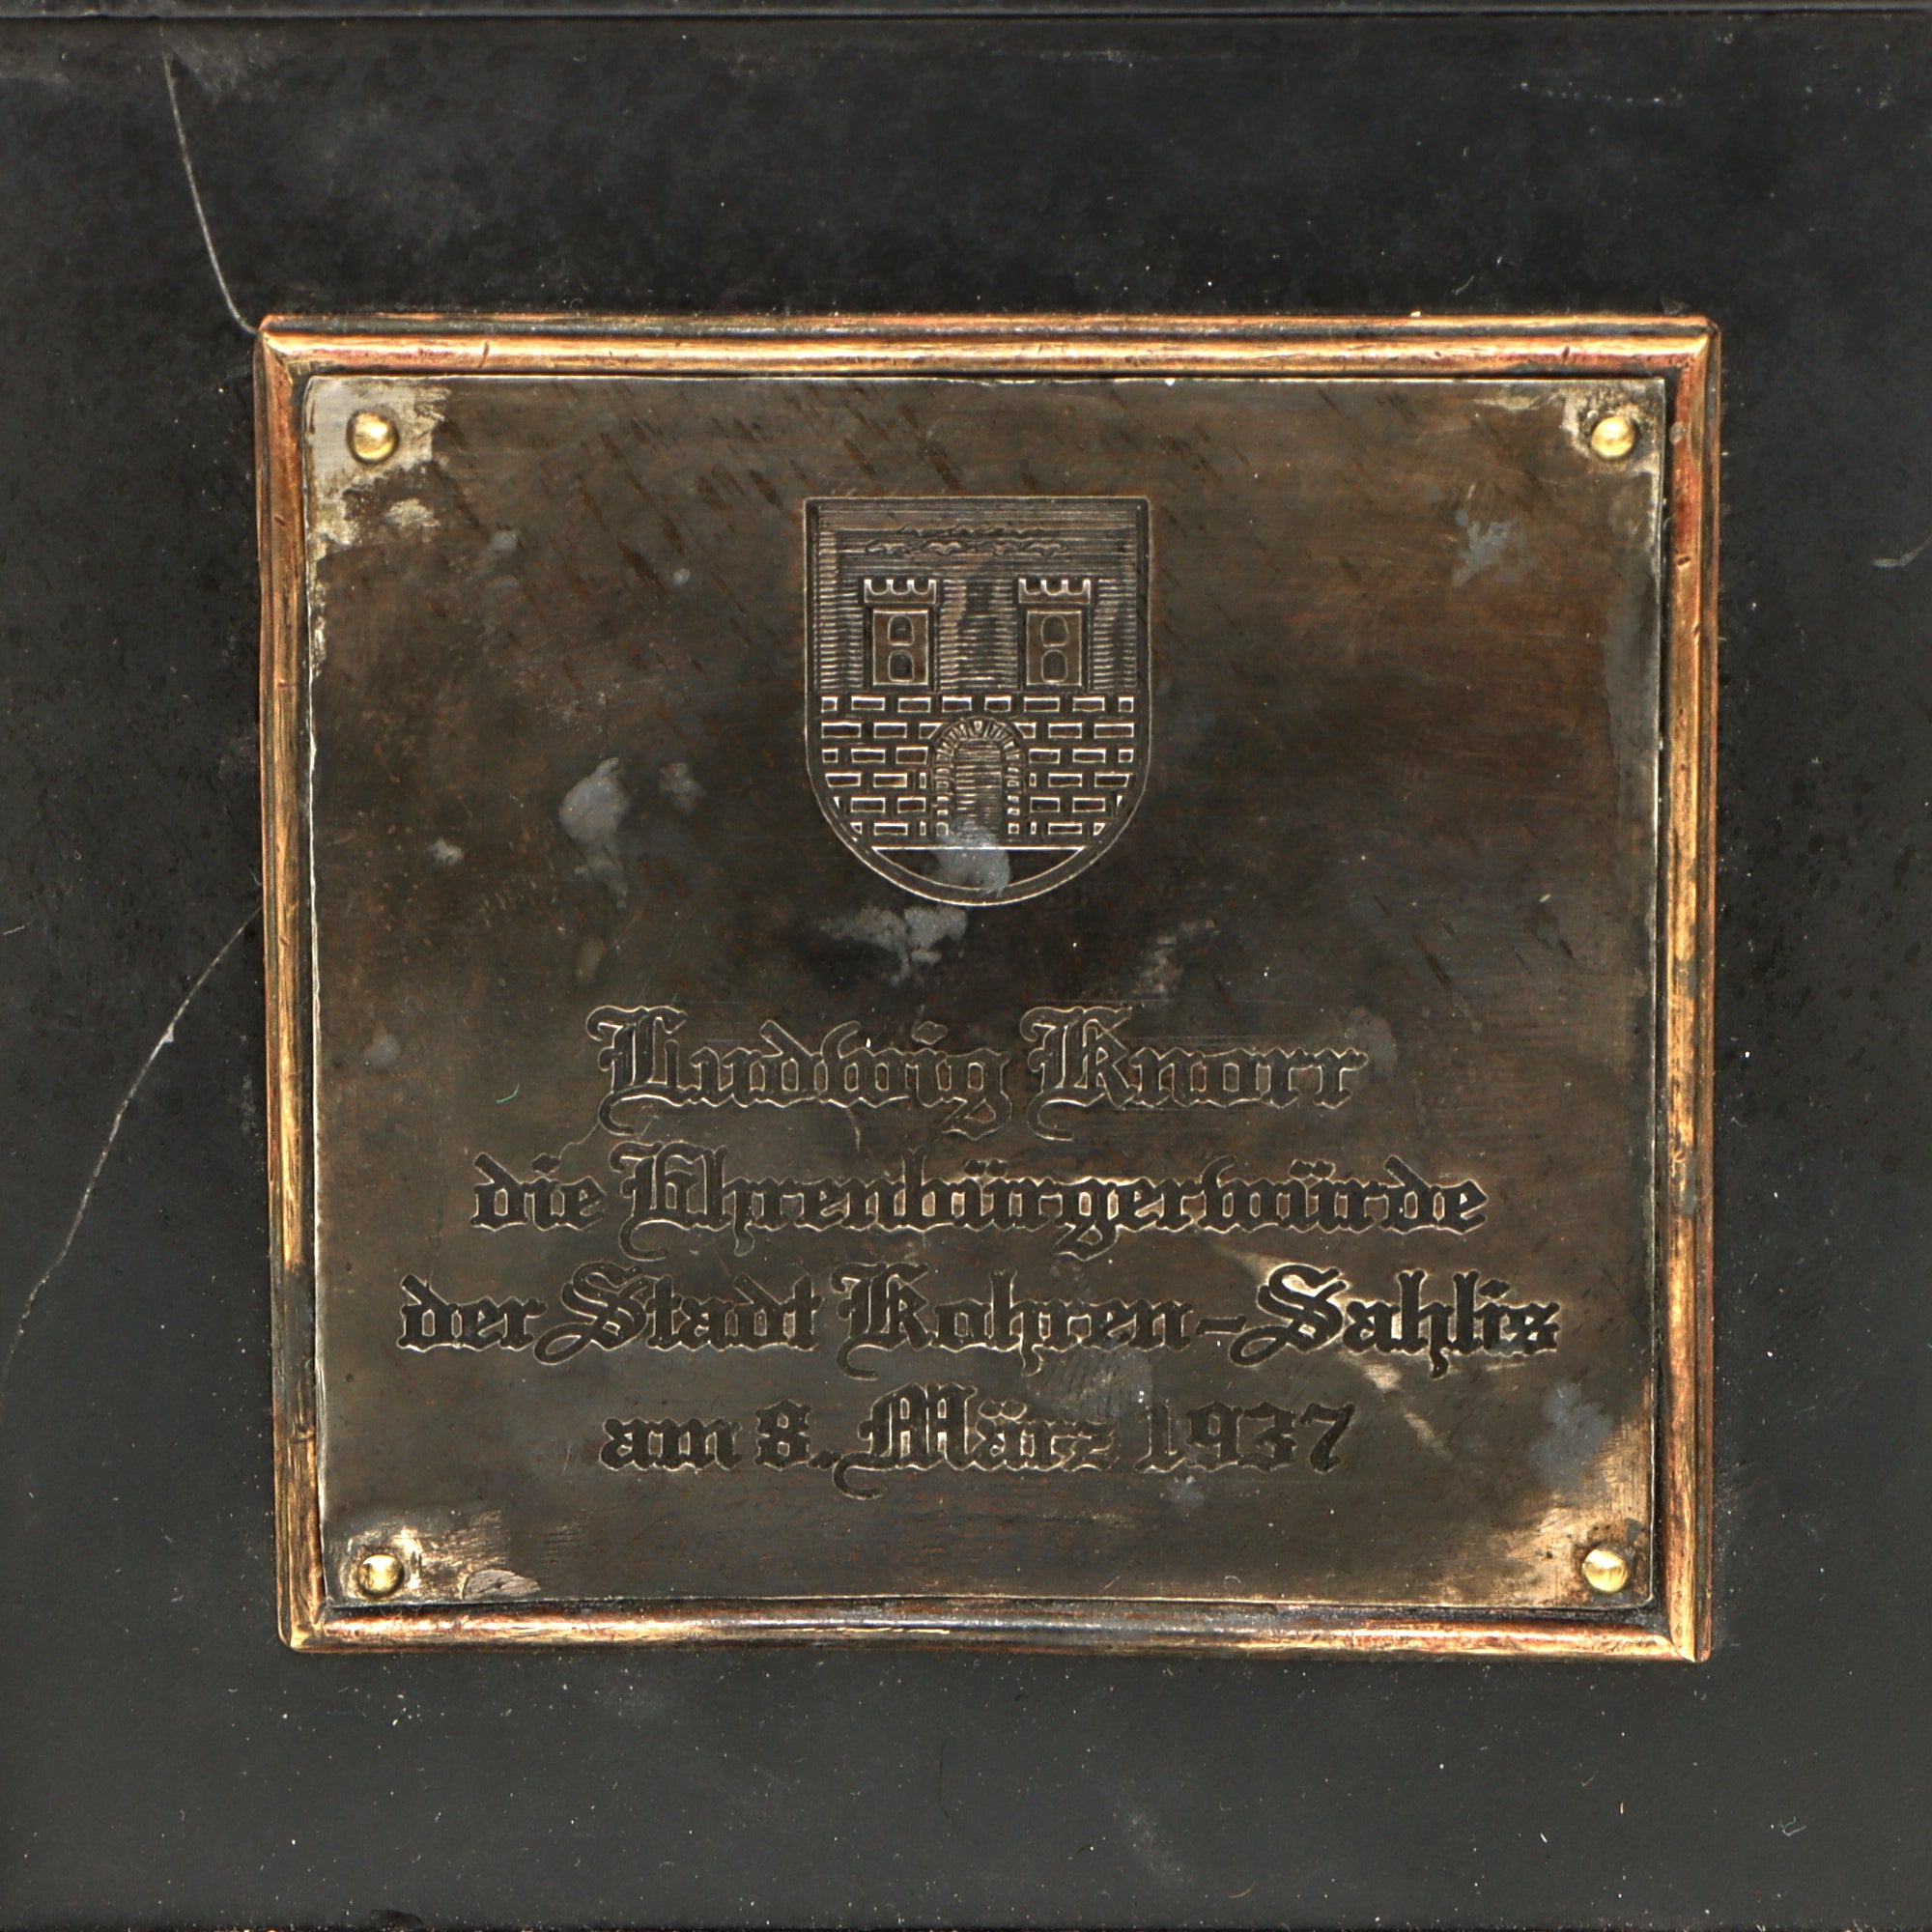 Ludwig Knorr
die Ehrenbürgerwürde
der Stadt Kohren-Sahlis
am 8. März 1937